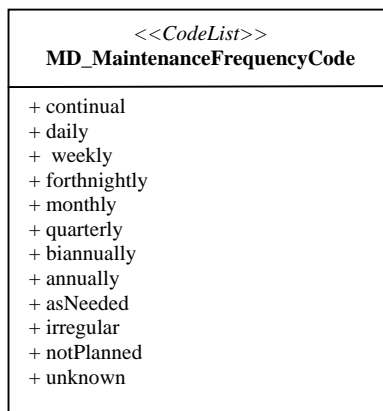 <<CodeList>>
MD_MaintenanceFrequencyCode
+ continual
+ daily
+ weekly
+ forthnightly
+ monthly
+ quarterly
+ biannually
+ annually
+ asNeeded
+ irregular
+ notPlanned
+ unknown